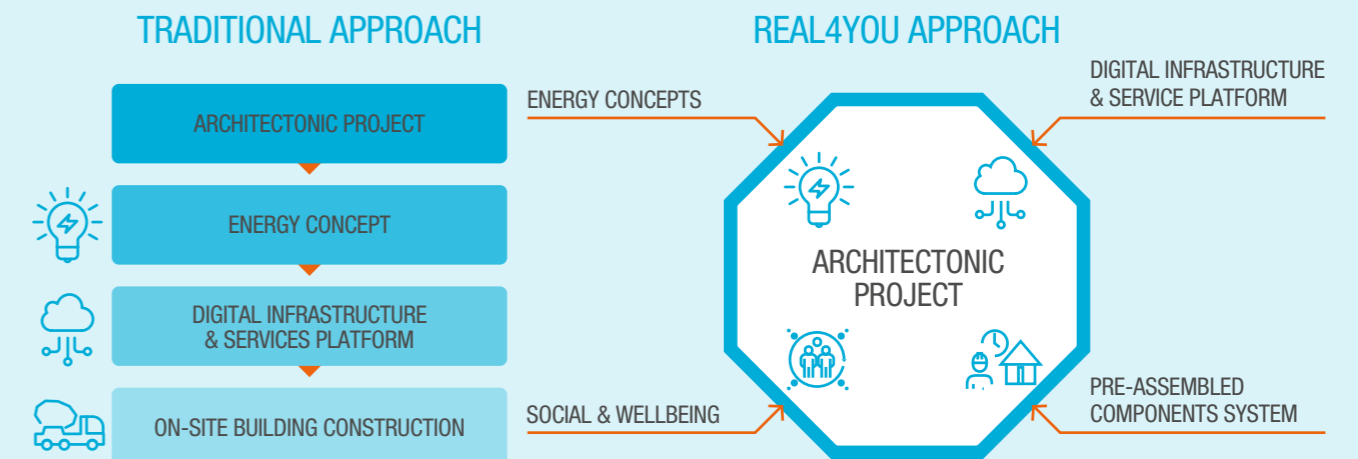 TRADITIONAL APPROACH
ARCHITECTONIC PROJECT
ENERGY CONCEPT
DIGITAL INFRASTRUCTURE
& SERVICES PLATFORM
ON-SITE BUILDING CONSTRUCTION
REAL4YOU APPROACH
ENERGY CONCEPTS
DIGITAL INFRASTRUCTURE
& SERVICE PLATFORM
ARCHITECTONIC
PROJECT
SOCIAL & WELLBEING
PRE-ASSEMBLED
COMPONENTS SYSTEM